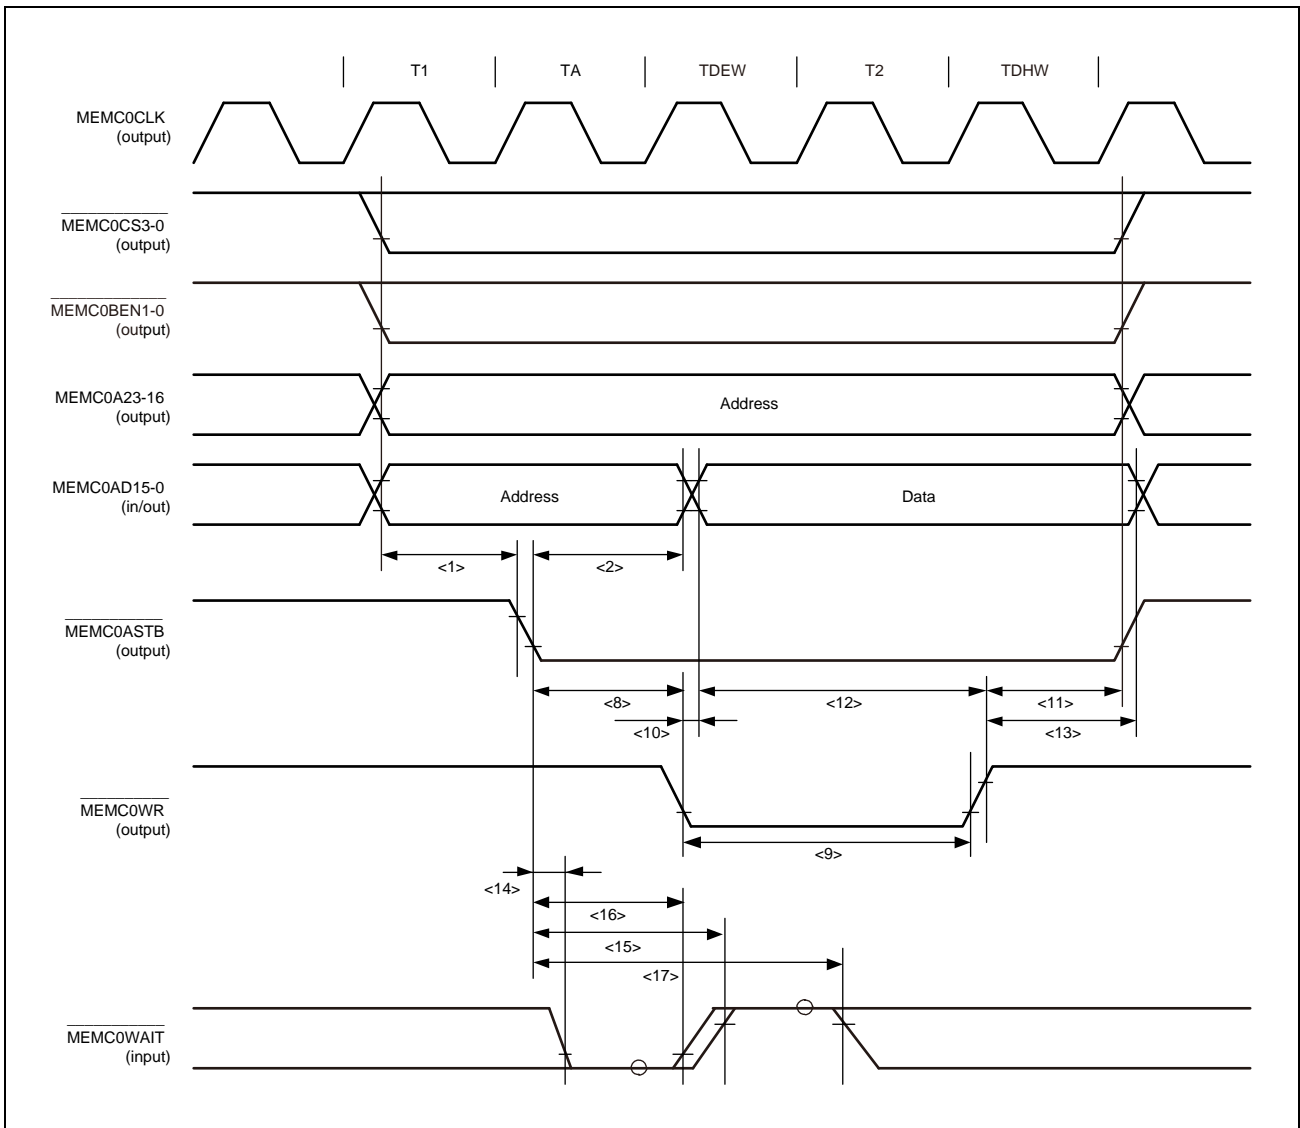 T1 TA TDEW T2 TDHW
MEMC0CLK
(output)
MEMC0CS3-0
(output)
MEMC0BEN1-0
(output)
MEMC0A23-16
(output)
Address
MEMC0AD15-0
(in/out)
Address Data
<1> <2>
MEMC0ASTB
(output)
<8> <12> <11>
<10> <13>
MEMC0WR
(output)
<9>
<14>
<16>
<15>
<17>
MEMC0WAIT
(input)